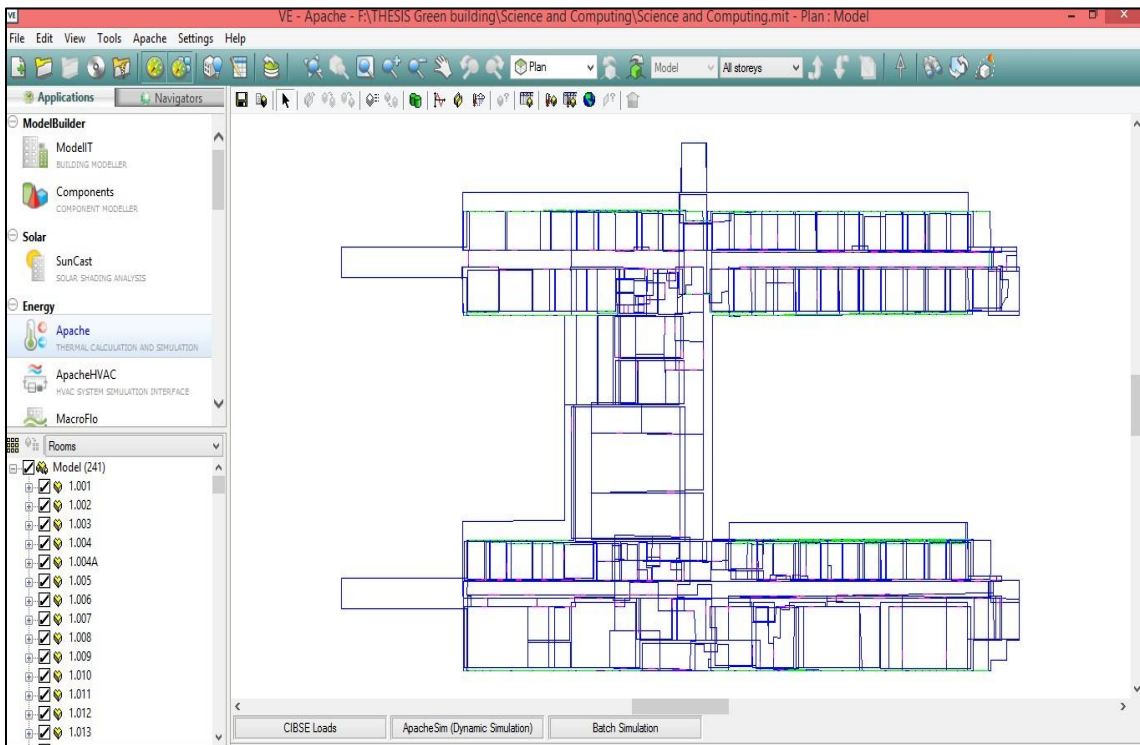 VE
VE - Apache - F:\THESIS Green building\Science and Computing\Science and Computing.mit - Plan : Model
File Edit View Tools Apache Settings Help
Plan Model All storeys
Applications Navigators
ModelBuilder
ModelIT
BUILDING MODELLER
Components
COMPONENT MODELLER
Solar
SunCast
SOLAR SHADING ANALYSIS
Energy
Apache
THERMAL CALCULATION AND SIMULATION
ApacheHVAC
HVAC SYSTEM SIMULATION INTERFACE
MacroFlo
Rooms
Model (241)
1.001
1.002
1.003
1.004
1.004A
1.005
1.006
1.007
1.008
1.009
1.010
1.011
1.012
1.013
CIBSE Loads ApacheSim (Dynamic Simulation) Batch Simulation